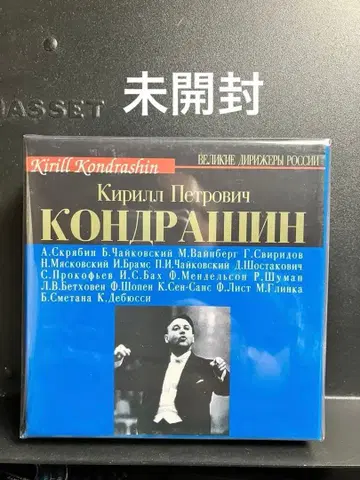 未開封
ASSET
Kirill Kondrashin
ВЕЛИКИЕ ДИРИЖЕРЫ РОССИИ
Кирилл Петрович
КОНДРАШИН
А.Скрябин Б.Чайковский М.Вайнберг Г.Свиридов
Н.Мясковский И.Брамс П.И.Чайковский Д.Шостакович
С.Прокофьев И.С.Бах Ф.Мендельсон Р.Шуман
Л.В.Бетховен Ф.Шопен К.Сен-Санс Ф.Лист М.Глинка
Б.Сметана К.Дебюсси